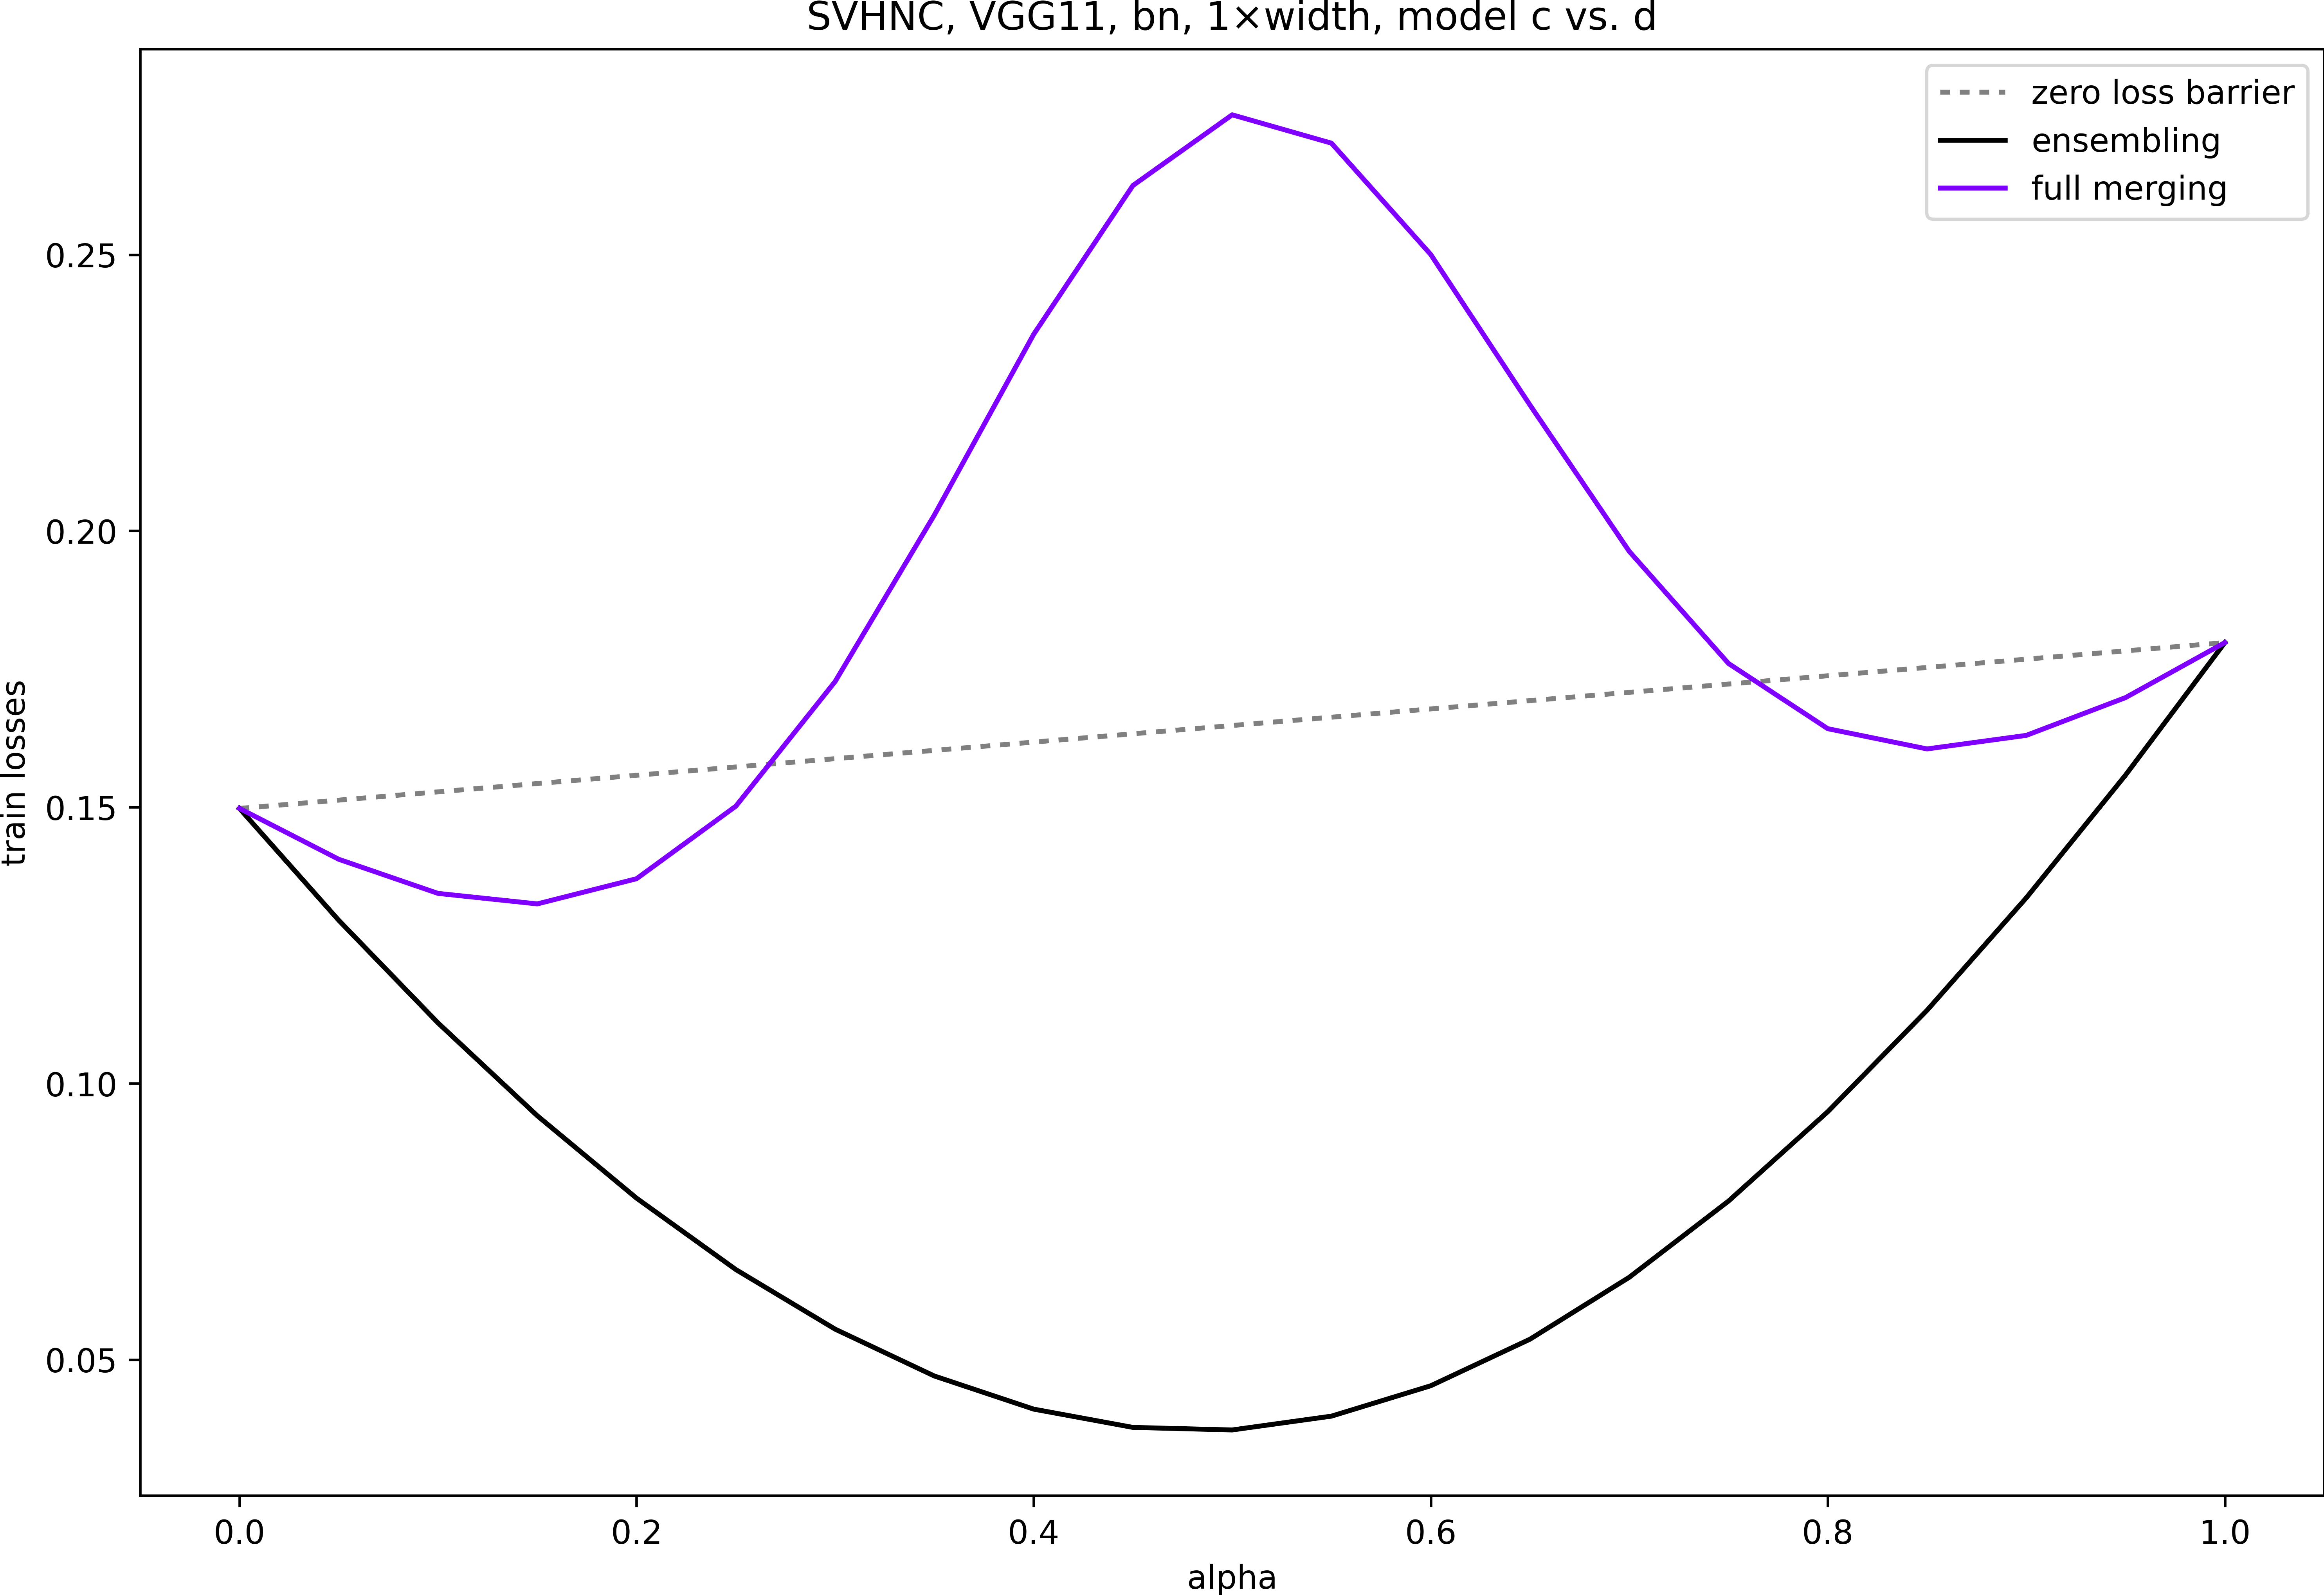 SVHNC, VGG11, bn, 1×width, model c vs. d
zero loss barrier
ensembling
full merging
train losses
0.25
0.20
0.15
0.10
0.05
0.0 0.2 0.4 0.6 0.8 1.0
alpha